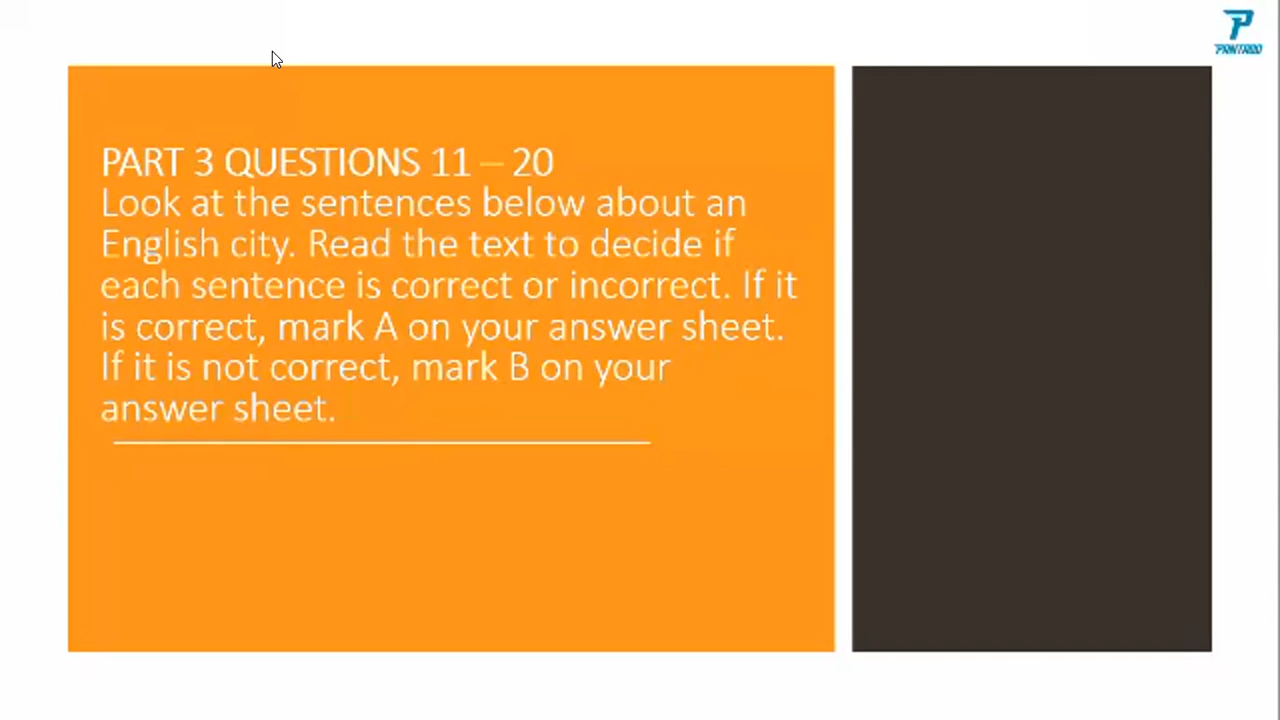 PART 3 QUESTIONS 11 – 20
Look at the sentences below about an
English city. Read the text to decide if
each sentence is correct or incorrect. If it
is correct, mark A on your answer sheet.
If it is not correct, mark B on your
answer sheet.